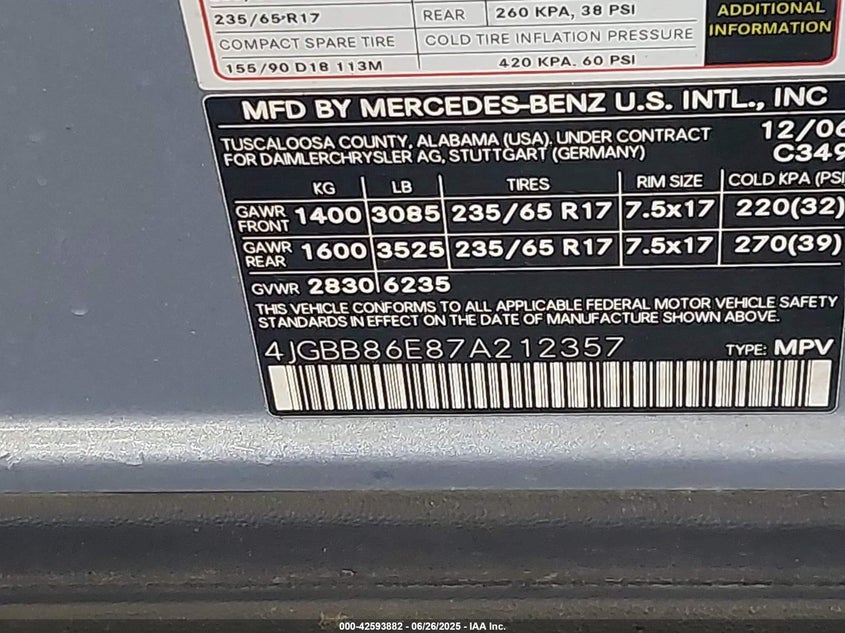 235/65 R17 REAR 260 KPA, 38 PSI
COMPACT SPARE TIRE COLD TIRE INFLATION PRESSURE
155/90 D18 113M 420 KPA. 60 PSI
ADDITIONAL
INFORMATION
MFD BY MERCEDES-BENZ U.S. INTL., INC
TUSCALOOSA COUNTY, ALABAMA (USA). UNDER CONTRACT 12/06
FOR DAIMLERCHRYSLER AG, STUTTGART (GERMANY) C349
KG LB TIRES RIM SIZE COLD KPA (PSI
GAWR FRONT 1400 3085 235/65 R17 7.5x17 220(32)
GAWR REAR 1600 3525 235/65 R17 7.5x17 270(39)
GVWR 2830 6235
THIS VEHICLE CONFORMS TO ALL APPLICABLE FEDERAL MOTOR VEHICLE SAFETY
STANDARDS IN EFFECT ON THE DATE OF MANUFACTURE SHOWN ABOVE.
4JGBB86E87A212357 TYPE: MPV
000-42593882 - 06/26/2025 - IAA Inc.